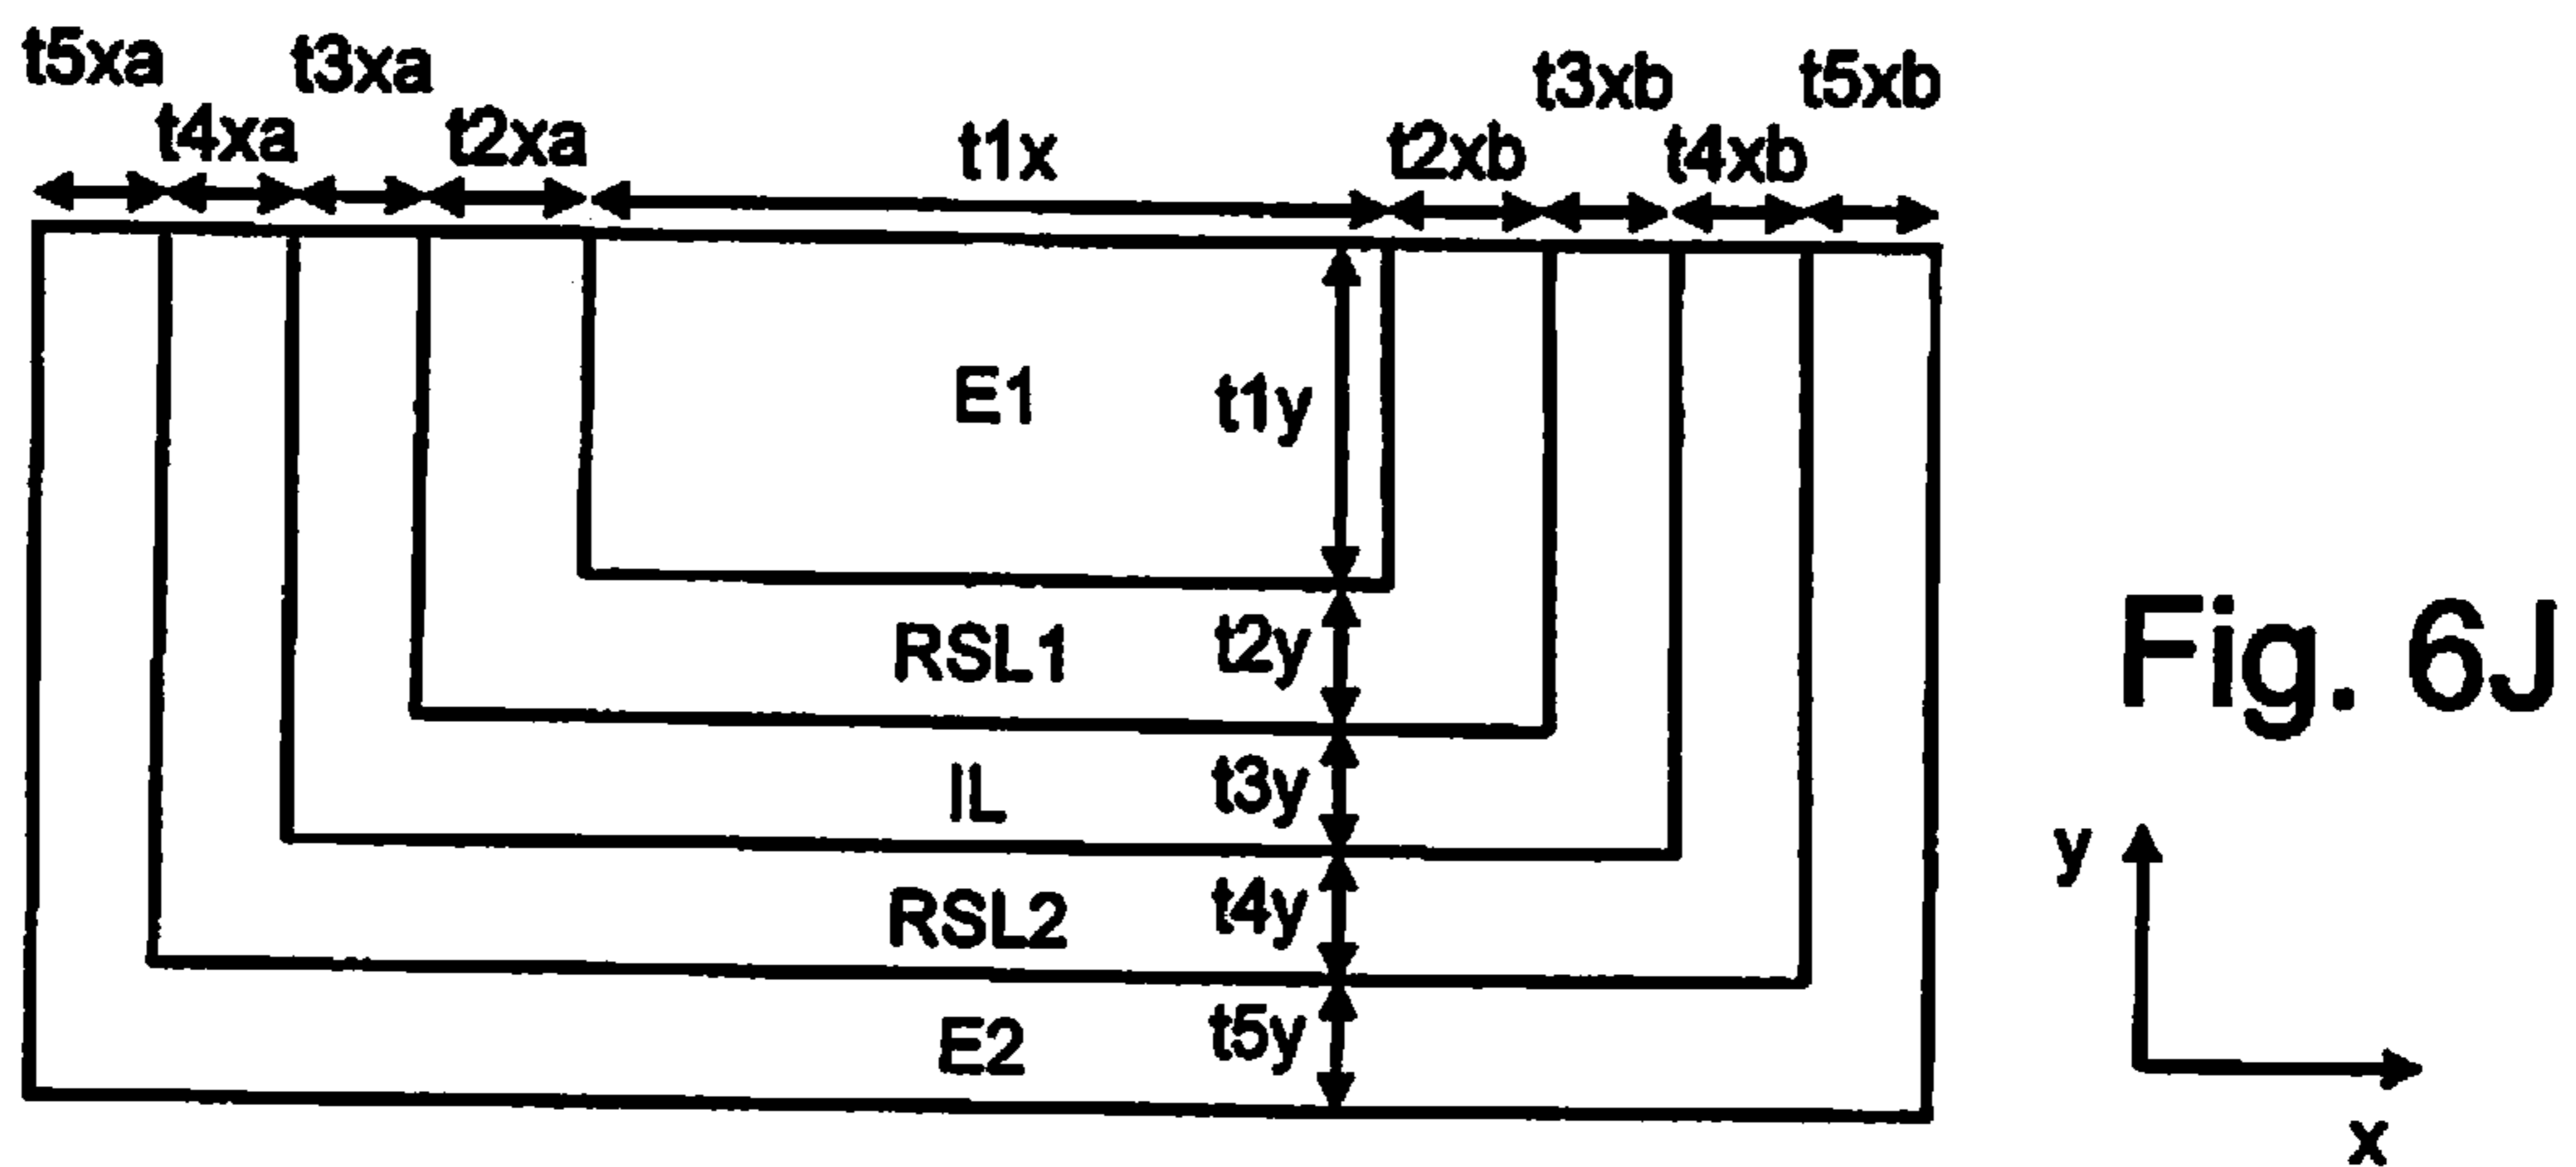 t5xa t3xa t3xb t5xb
t4xa t2xa t1x t2xb t4xb
E1 t1y
RSL1 t2y
IL t3y
RSL2 t4y
E2 t5y
Fig. 6J
y
x